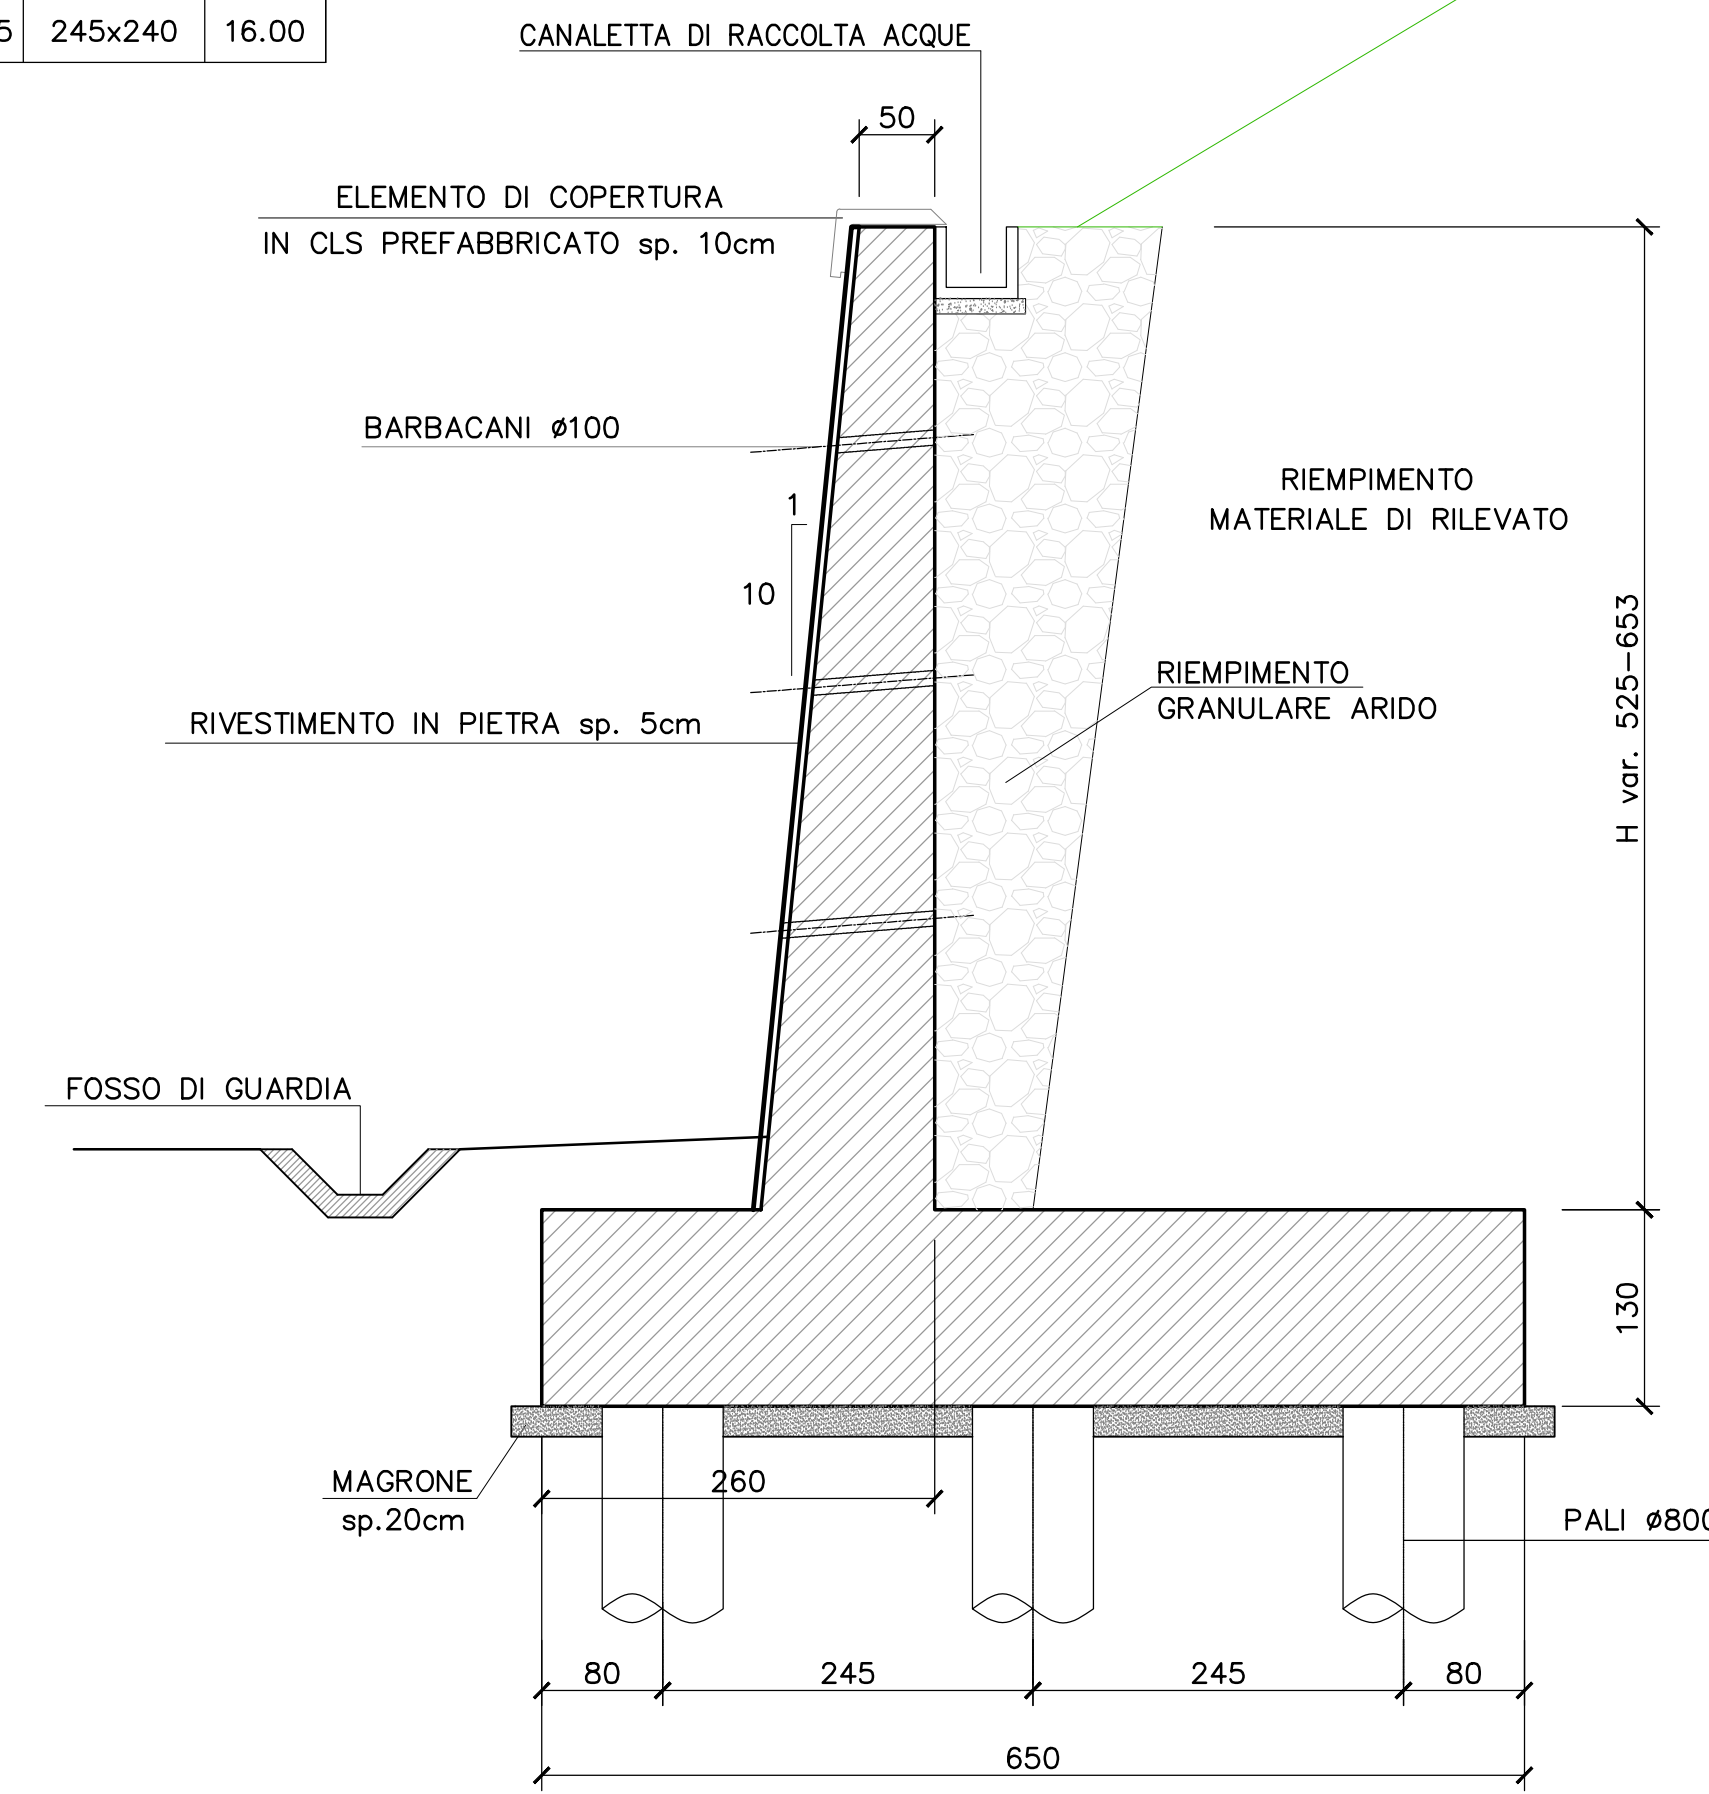 5 245x240 16.00
CANALETTA DI RACCOLTA ACQUE
50
ELEMENTO DI COPERTURA
IN CLS PREFABBRICATO sp. 10cm
BARBACANI ø100
RIEMPIMENTO
MATERIALE DI RILEVATO
1
10
H var. 525-653
RIEMPIMENTO
GRANULARE ARIDO
RIVESTIMENTO IN PIETRA sp. 5cm
FOSSO DI GUARDIA
130
MAGRONE
sp.20cm
260
PALI ø800
80 245 245 80
650